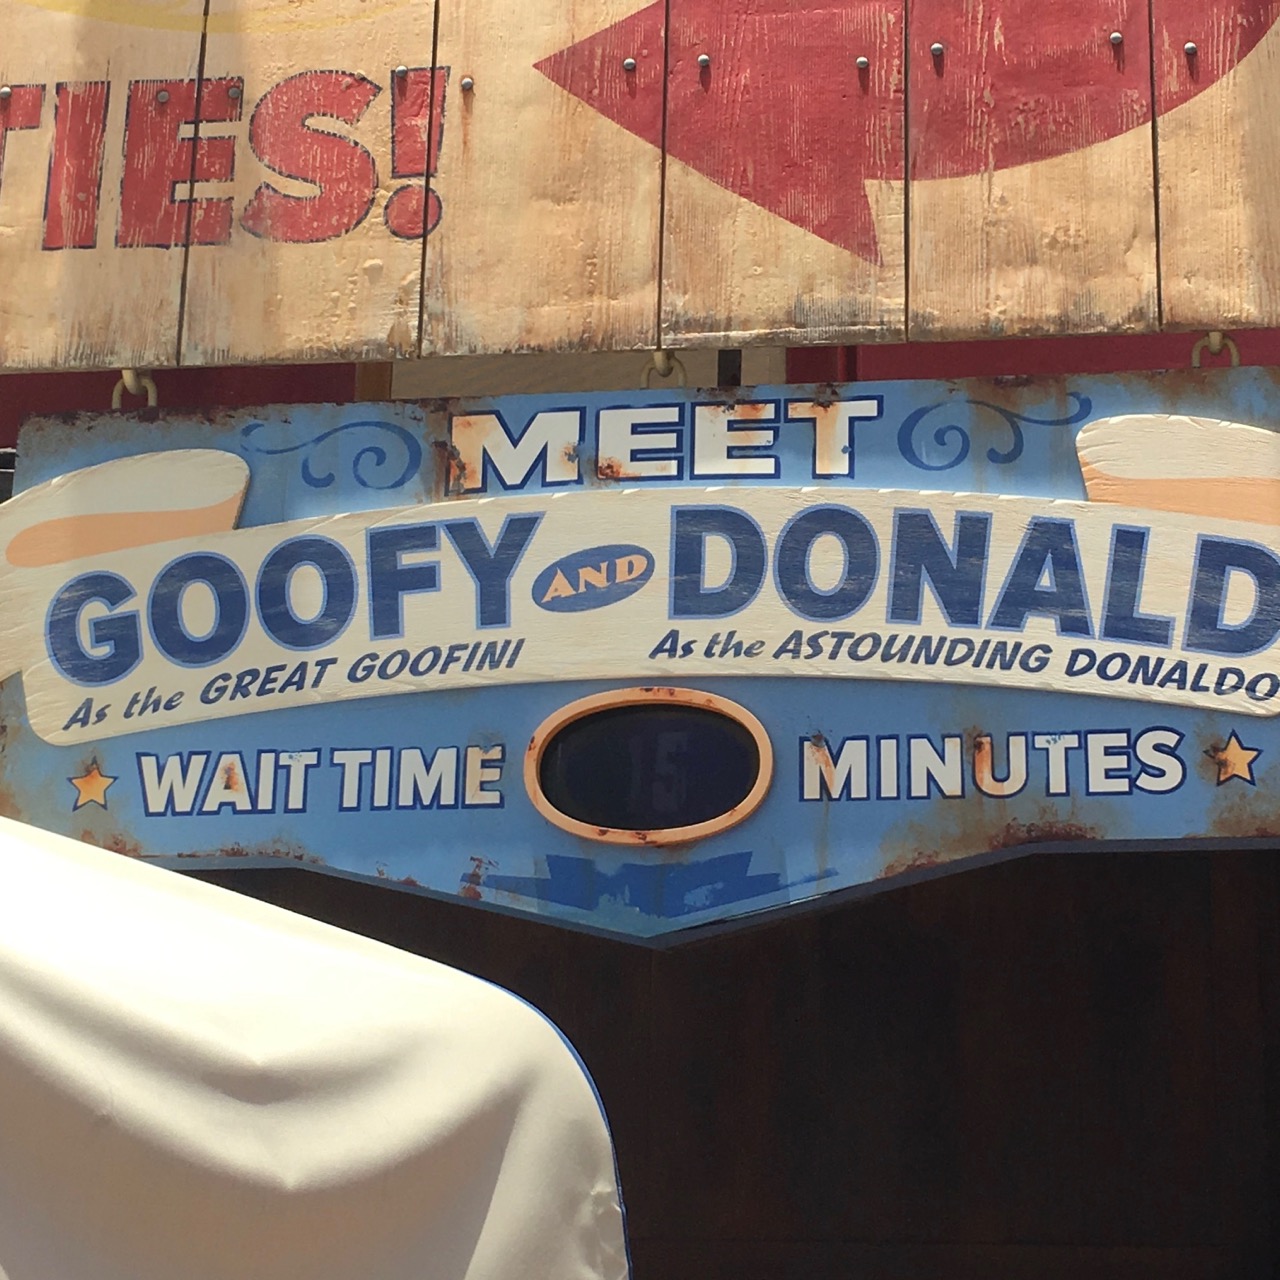 TIES!
MEET
GOOFY AND DONALD
As the GREAT GOOFINI As the ASTOUNDING DONALDO
WAIT TIME 15 MINUTES